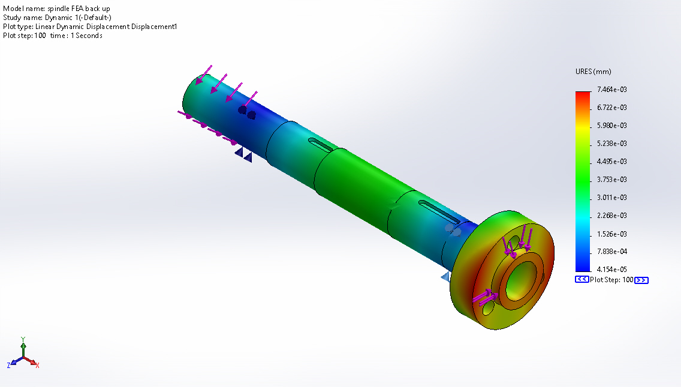 Model name: spindle FEA back up
Study name: Dynamic 1(-Default-)
Plot type: Linear Dynamic Displacement Displacement1
Plot step: 100 time : 1 Seconds
URES (mm)
7.464e-03
6.722e-03
5.980e-03
5.238e-03
4.495e-03
3.753e-03
3.011e-03
2.268e-03
1.526e-03
7.838e-04
4.154e-05
<< Plot Step: 100 >>
Y
Z
X